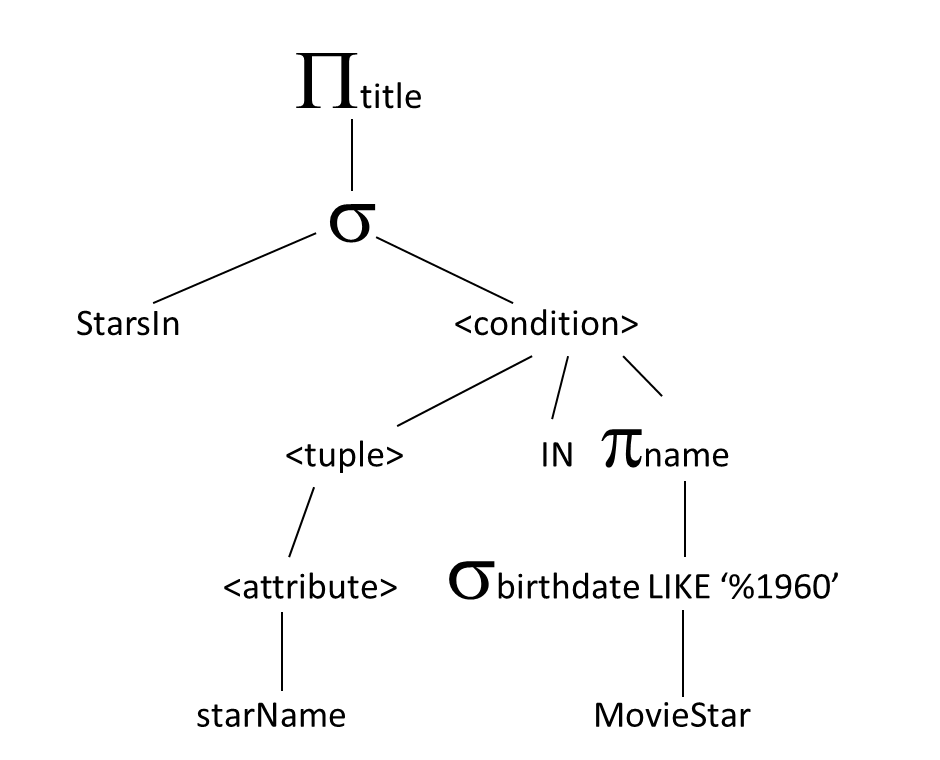 Πtitle
σ
StarsIn <condition>
<tuple> IN πname
<attribute> σbirthdate LIKE ‘%1960’
starName MovieStar